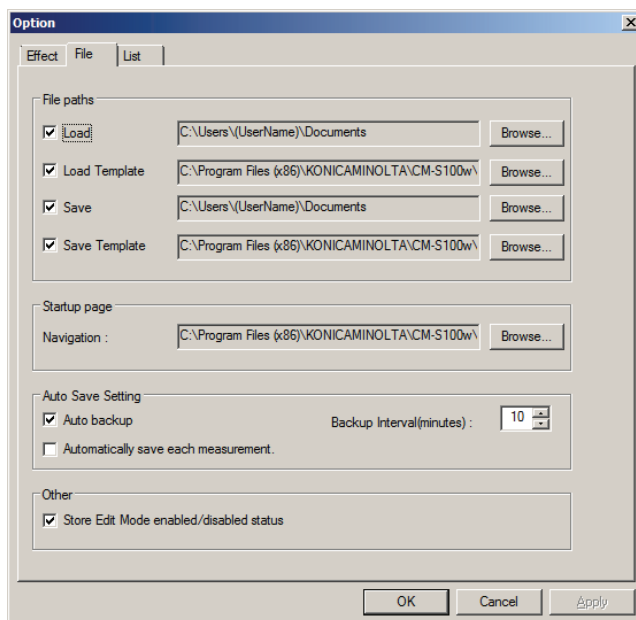 Option
Effect File List
File paths
Load C:\Users\(UserName)\Documents Browse...
Load Template C:\Program Files (x86)\KONICAMINOLTA\CM-S100w\ Browse...
Save C:\Users\(UserName)\Documents Browse...
Save Template C:\Program Files (x86)\KONICAMINOLTA\CM-S100w\ Browse...
Startup page
Navigation : C:\Program Files (x86)\KONICAMINOLTA\CM-S100w\ Browse...
Auto Save Setting
Auto backup Backup Interval(minutes) : 10
Automatically save each measurement.
Other
Store Edit Mode enabled/disabled status
OK Cancel Apply